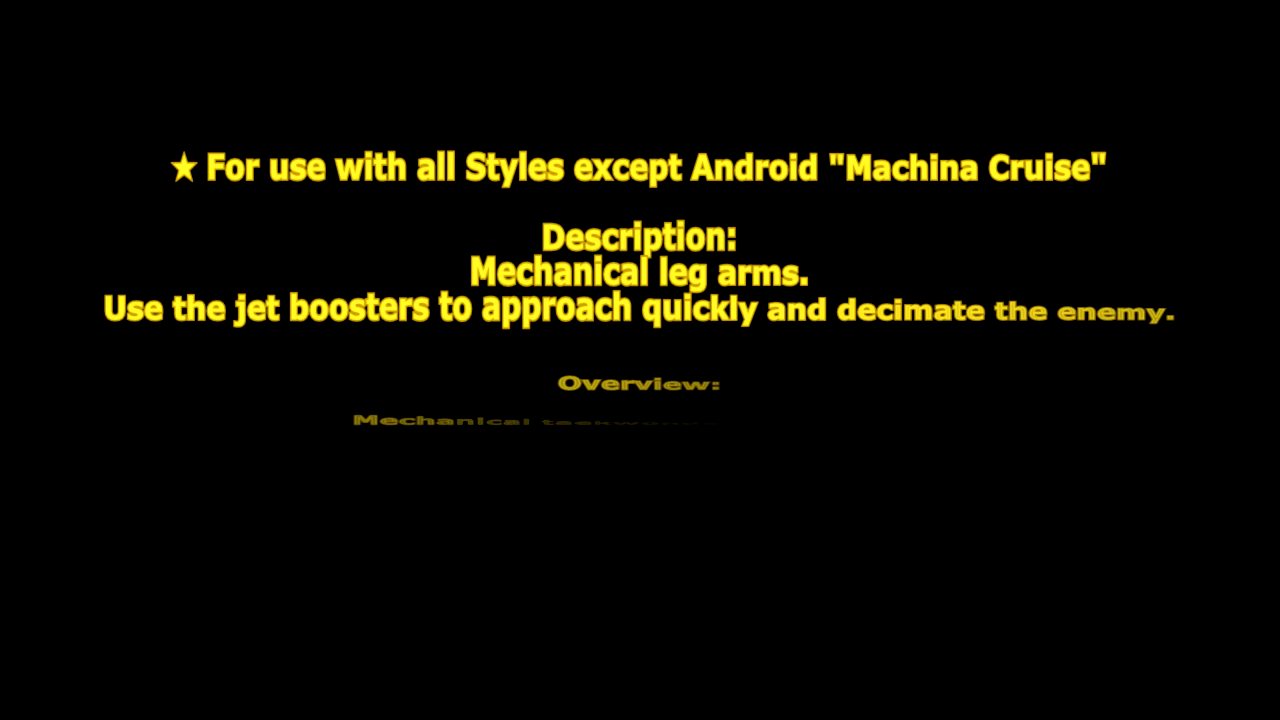 ★ For use with all Styles except Android "Machina Cruise"
Description:
Mechanical leg arms.
Use the jet boosters to approach quickly and decimate the enemy.
Overview:
Mechanical